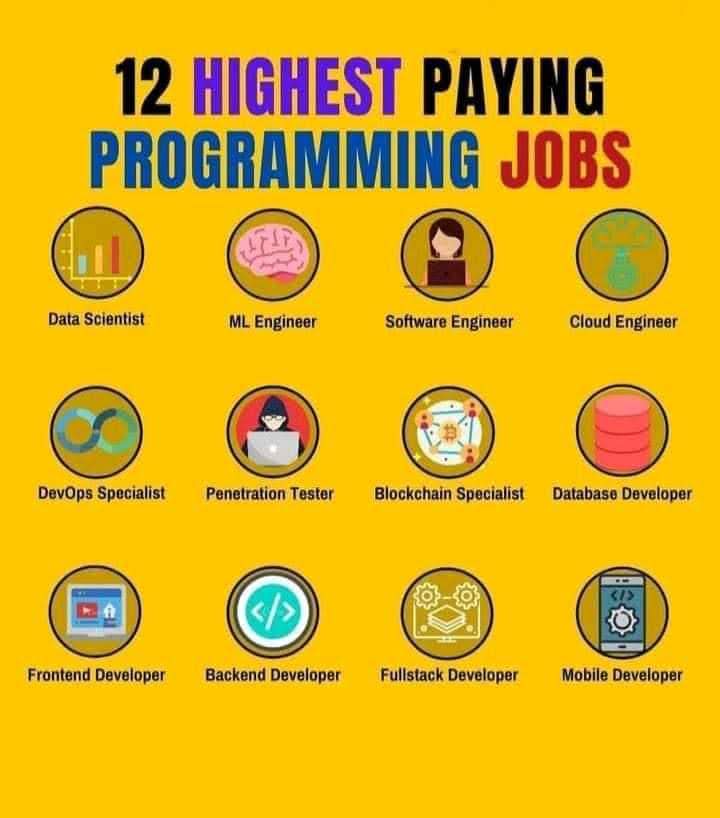 12 HIGHEST PAYING
PROGRAMMING JOBS
Data Scientist
ML Engineer
Software Engineer
Cloud Engineer
DevOps Specialist
Penetration Tester
Blockchain Specialist
Database Developer
</>
</>
Frontend Developer
Backend Developer
Fullstack Developer
Mobile Developer